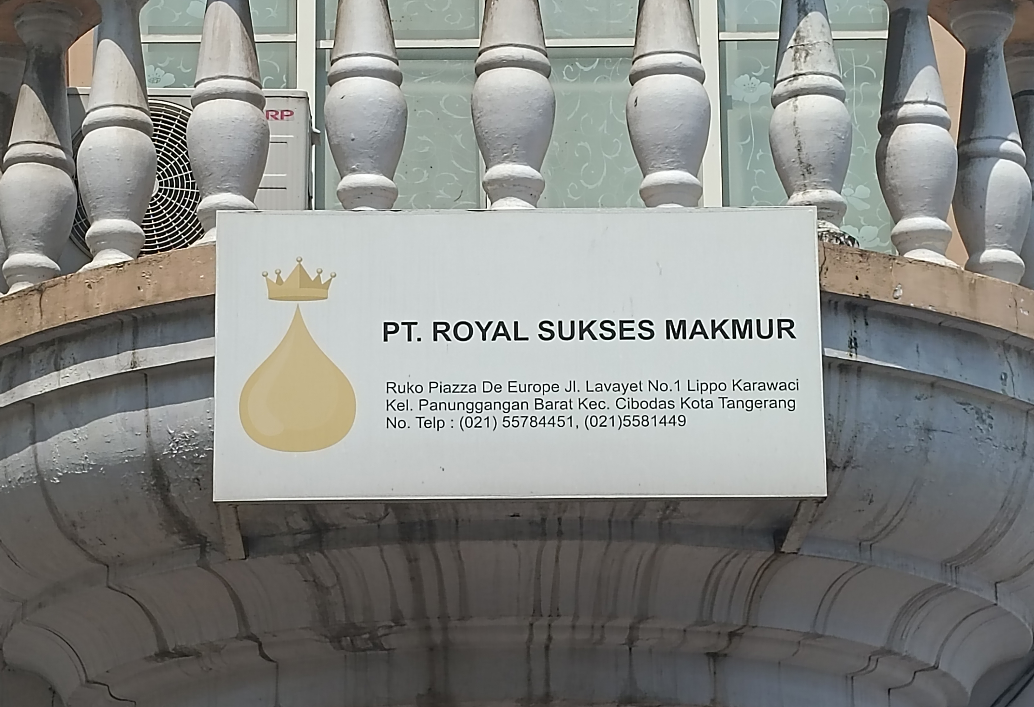 RP
PT. ROYAL SUKSES MAKMUR
Ruko Piazza De Europe Jl. Lavayet No.1 Lippo Karawaci
Kel. Panunggangan Barat Kec. Cibodas Kota Tangerang
No. Telp : (021) 55784451, (021)5581449